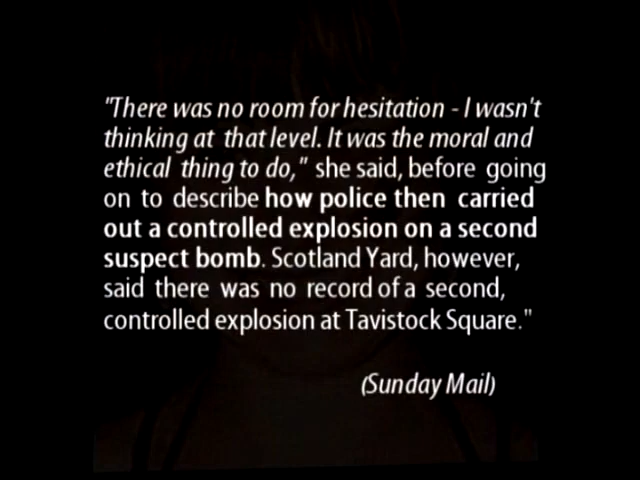 "There was no room for hesitation - I wasn't
thinking at that level. It was the moral and
ethical thing to do," she said, before going
on to describe how police then carried
out a controlled explosion on a second
suspect bomb. Scotland Yard, however,
said there was no record of a second,
controlled explosion at Tavistock Square."
(Sunday Mail)